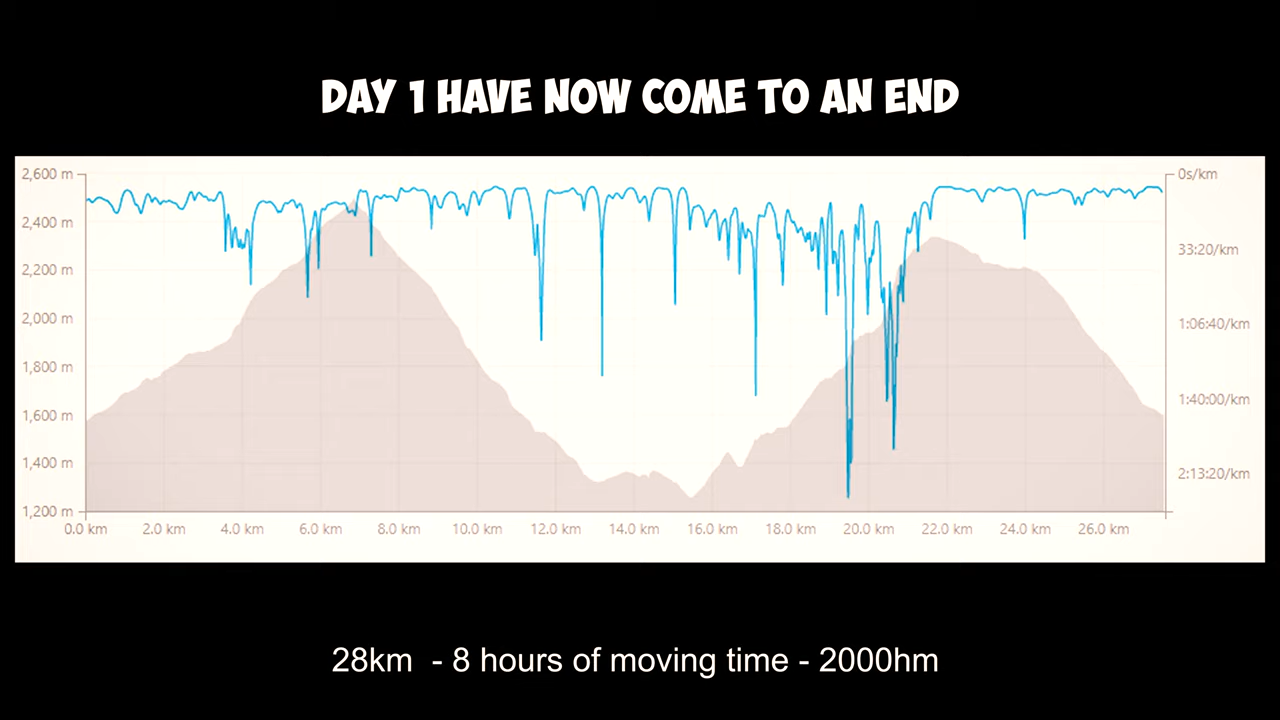 DAY 1 HAVE NOW COME TO AN END
2,600 m
0s/km
2,400 m
33:20/km
2,200 m
2,000 m
1:06:40/km
1,800 m
1:40:00/km
1,600 m
1,400 m
2:13:20/km
1,200 m
0.0 km 2.0 km 4.0 km 6.0 km 8.0 km 10.0 km 12.0 km 14.0 km 16.0 km 18.0 km 20.0 km 22.0 km 24.0 km 26.0 km
28km - 8 hours of moving time - 2000hm